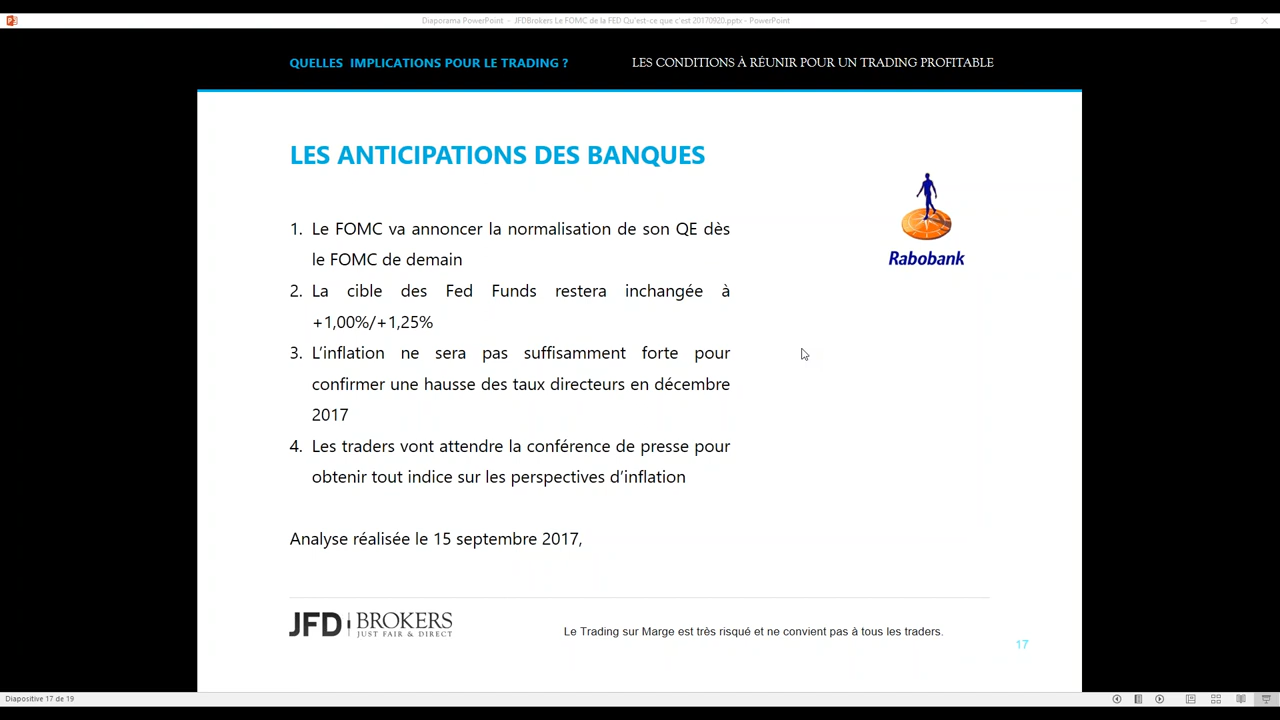 Diaporama PowerPoint - JFDBrokers Le FOMC de la FED Qu'est-ce que c'est 20170920.pptx - PowerPoint
QUELLES IMPLICATIONS POUR LE TRADING ?
LES CONDITIONS À RÉUNIR POUR UN TRADING PROFITABLE
LES ANTICIPATIONS DES BANQUES
1. Le FOMC va annoncer la normalisation de son QE dès
le FOMC de demain
2. La cible des Fed Funds restera inchangée à
+1,00%/+1,25%
3. L’inflation ne sera pas suffisamment forte pour
confirmer une hausse des taux directeurs en décembre
2017
4. Les traders vont attendre la conférence de presse pour
obtenir tout indice sur les perspectives d’inflation
Analyse réalisée le 15 septembre 2017,
Rabobank
JFD BROKERS
JUST FAIR & DIRECT
Le Trading sur Marge est très risqué et ne convient pas à tous les traders.
17
Diapositive 17 de 19